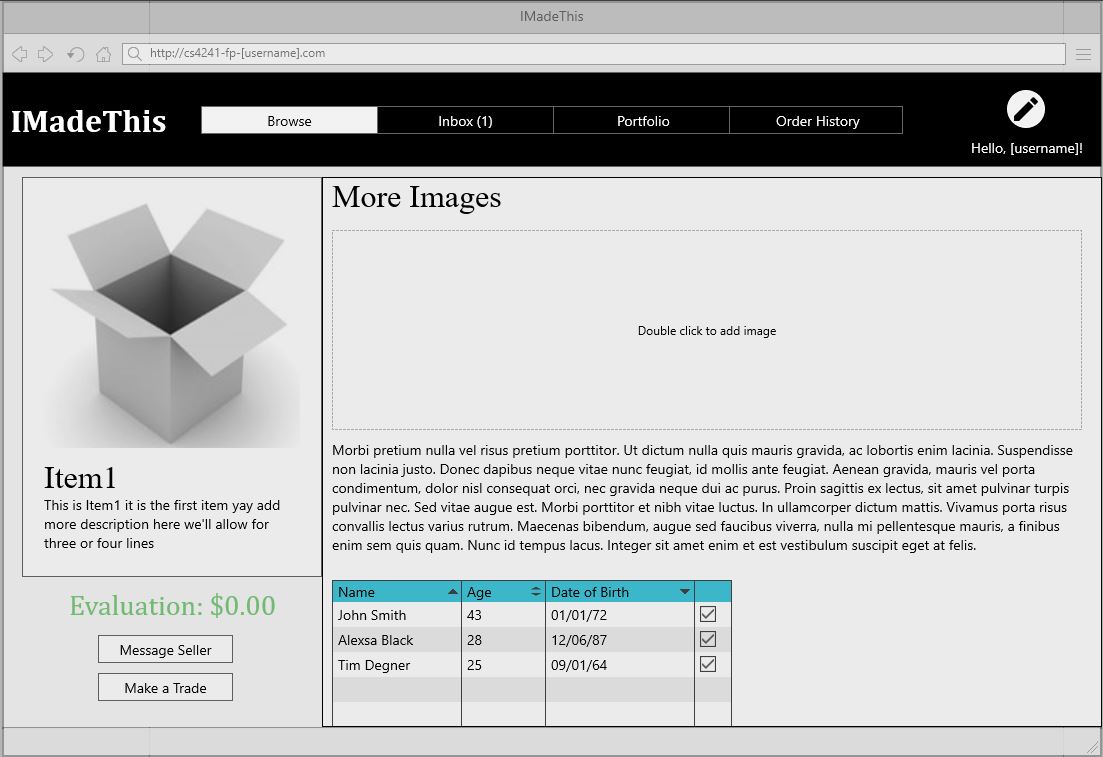 IMadeThis
http://cs4241-fp-[username].com
IMadeThis
Browse
Inbox (1)
Portfolio
Order History
Hello, [username]!
Item1
This is Item1 it is the first item yay add
more description here we'll allow for
three or four lines
Evaluation: $0.00
Message Seller
Make a Trade
More Images
Double click to add image
Morbi pretium nulla vel risus pretium porttitor. Ut dictum nulla quis mauris gravida, ac lobortis enim lacinia. Suspendisse
non lacinia justo. Donec dapibus neque vitae nunc feugiat, id mollis ante feugiat. Aenean gravida, mauris vel porta
condimentum, dolor nisl consequat orci, nec gravida neque dui ac purus. Proin sagittis ex lectus, sit amet pulvinar turpis
pulvinar nec. Sed vitae augue est. Morbi porttitor et nibh vitae luctus. In ullamcorper dictum mattis. Vivamus porta risus
convallis lectus varius rutrum. Maecenas bibendum, augue sed faucibus viverra, nulla mi pellentesque mauris, a finibus
enim sem quis quam. Nunc id tempus lacus. Integer sit amet enim et est vestibulum suscipit eget at felis.
Name Age Date of Birth
John Smith 43 01/01/72
Alexsa Black 28 12/06/87
Tim Degner 25 09/01/64